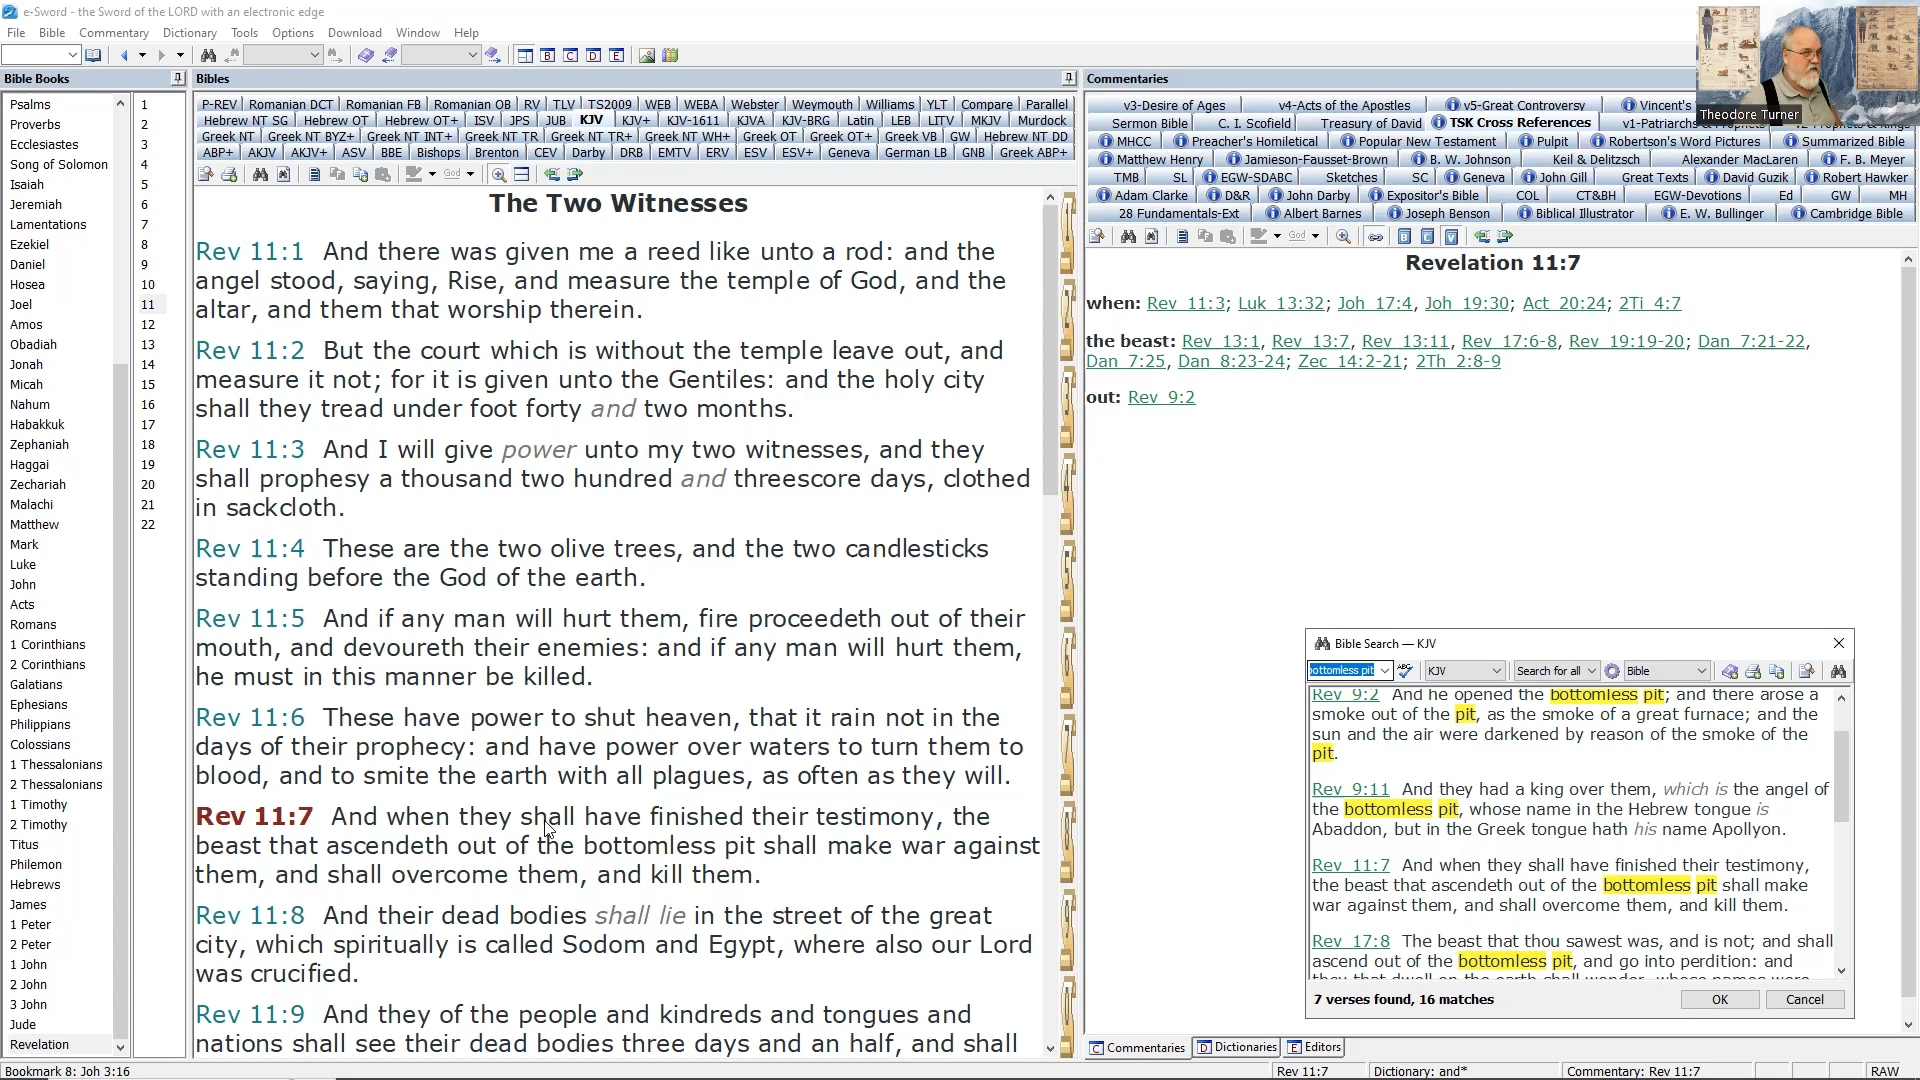 e-Sword - the Sword of the LORD with an electronic edge
File Bible Commentary Dictionary Tools Options Download Window Help
Bible Books
Psalms
Proverbs
Ecclesiastes
Song of Solomon
Isaiah
Jeremiah
Lamentations
Ezekiel
Daniel
Hosea
Joel
Amos
Obadiah
Jonah
Micah
Nahum
Habakkuk
Zephaniah
Haggai
Zechariah
Malachi
Matthew
Mark
Luke
John
Acts
Romans
1 Corinthians
2 Corinthians
Galatians
Ephesians
Philippians
Colossians
1 Thessalonians
2 Thessalonians
1 Timothy
2 Timothy
Titus
Philemon
Hebrews
James
1 Peter
2 Peter
1 John
2 John
3 John
Jude
Revelation
1
2
3
4
5
6
7
8
9
10
11
12
13
14
15
16
17
18
19
20
21
22
Bibles
P-REV Romanian DCT Romanian FB Romanian OB RV TLV TS2009 WEB WEBA Webster Weymouth Williams YLT Compare Parallel
Hebrew NT SG Hebrew OT Hebrew OT+ ISV JPS JUB KJV KJV+ KJV-1611 KJVA KJV-BRG Latin LEB LITV MKJV Murdock
Greek NT Greek NT BYZ+ Greek NT INT+ Greek NT TR Greek NT TR+ Greek NT WH+ Greek OT Greek OT+ Greek VB GW Hebrew NT DD
ABP+ AKJV AKJV+ ASV BBE Bishops Brenton CEV Darby DRB EMTV ERV ESV ESV+ Geneva German LB GNB Greek ABP+
God
The Two Witnesses
Rev 11:1 And there was given me a reed like unto a rod: and the
angel stood, saying, Rise, and measure the temple of God, and the
altar, and them that worship therein.
Rev 11:2 But the court which is without the temple leave out, and
measure it not; for it is given unto the Gentiles: and the holy city
shall they tread under foot forty and two months.
Rev 11:3 And I will give power unto my two witnesses, and they
shall prophesy a thousand two hundred and threescore days, clothed
in sackcloth.
Rev 11:4 These are the two olive trees, and the two candlesticks
standing before the God of the earth.
Rev 11:5 And if any man will hurt them, fire proceedeth out of their
mouth, and devoureth their enemies: and if any man will hurt them,
he must in this manner be killed.
Rev 11:6 These have power to shut heaven, that it rain not in the
days of their prophecy: and have power over waters to turn them to
blood, and to smite the earth with all plagues, as often as they will.
Rev 11:7 And when they shall have finished their testimony, the
beast that ascendeth out of the bottomless pit shall make war against
them, and shall overcome them, and kill them.
Rev 11:8 And their dead bodies shall lie in the street of the great
city, which spiritually is called Sodom and Egypt, where also our Lord
was crucified.
Rev 11:9 And they of the people and kindreds and tongues and
nations shall see their dead bodies three days and an half, and shall
Commentaries
v3-Desire of Ages v4-Acts of the Apostles v5-Great Controversy Vincent's
Sermon Bible C. I. Scofield Treasury of David TSK Cross References v1-Patriarchs
MHCC Preacher's Homiletical Popular New Testament Pulpit Robertson's Word Pictures Summarized Bible
Matthew Henry Jamieson-Fausset-Brown B. W. Johnson Keil & Delitzsch Alexander MacLaren F. B. Meyer
TMB SL EGW-SDABC Sketches SC Geneva John Gill Great Texts David Guzik Robert Hawker
Adam Clarke D&R John Darby Expositor's Bible COL CT&BH EGW-Devotions Ed GW MH
28 Fundamentals-Ext Albert Barnes Joseph Benson Biblical Illustrator E. W. Bullinger Cambridge Bible
God B C V
Revelation 11:7
when: Rev 11:3; Luk 13:32; Joh 17:4, Joh 19:30; Act 20:24; 2Ti 4:7
the beast: Rev 13:1, Rev 13:7, Rev 13:11, Rev 17:6-8, Rev 19:19-20; Dan 7:21-22,
Dan 7:25, Dan 8:23-24; Zec 14:2-21; 2Th 2:8-9
out: Rev 9:2
Theodore Turner
Bible Search — KJV
bottomless pit KJV Search for all Bible
Rev 9:2 And he opened the bottomless pit; and there arose a
smoke out of the pit, as the smoke of a great furnace; and the
sun and the air were darkened by reason of the smoke of the
pit.
Rev 9:11 And they had a king over them, which is the angel of
the bottomless pit, whose name in the Hebrew tongue is
Abaddon, but in the Greek tongue hath his name Apollyon.
Rev 11:7 And when they shall have finished their testimony,
the beast that ascendeth out of the bottomless pit shall make
war against them, and shall overcome them, and kill them.
Rev 17:8 The beast that thou sawest was, and is not; and shall
ascend out of the bottomless pit, and go into perdition: and
they that dwell on the earth shall wonder, whose names were
7 verses found, 16 matches OK Cancel
Commentaries Dictionaries Editors
Bookmark 8: Joh 3:16 Rev 11:7 Dictionary: and* Commentary: Rev 11:7 RAW